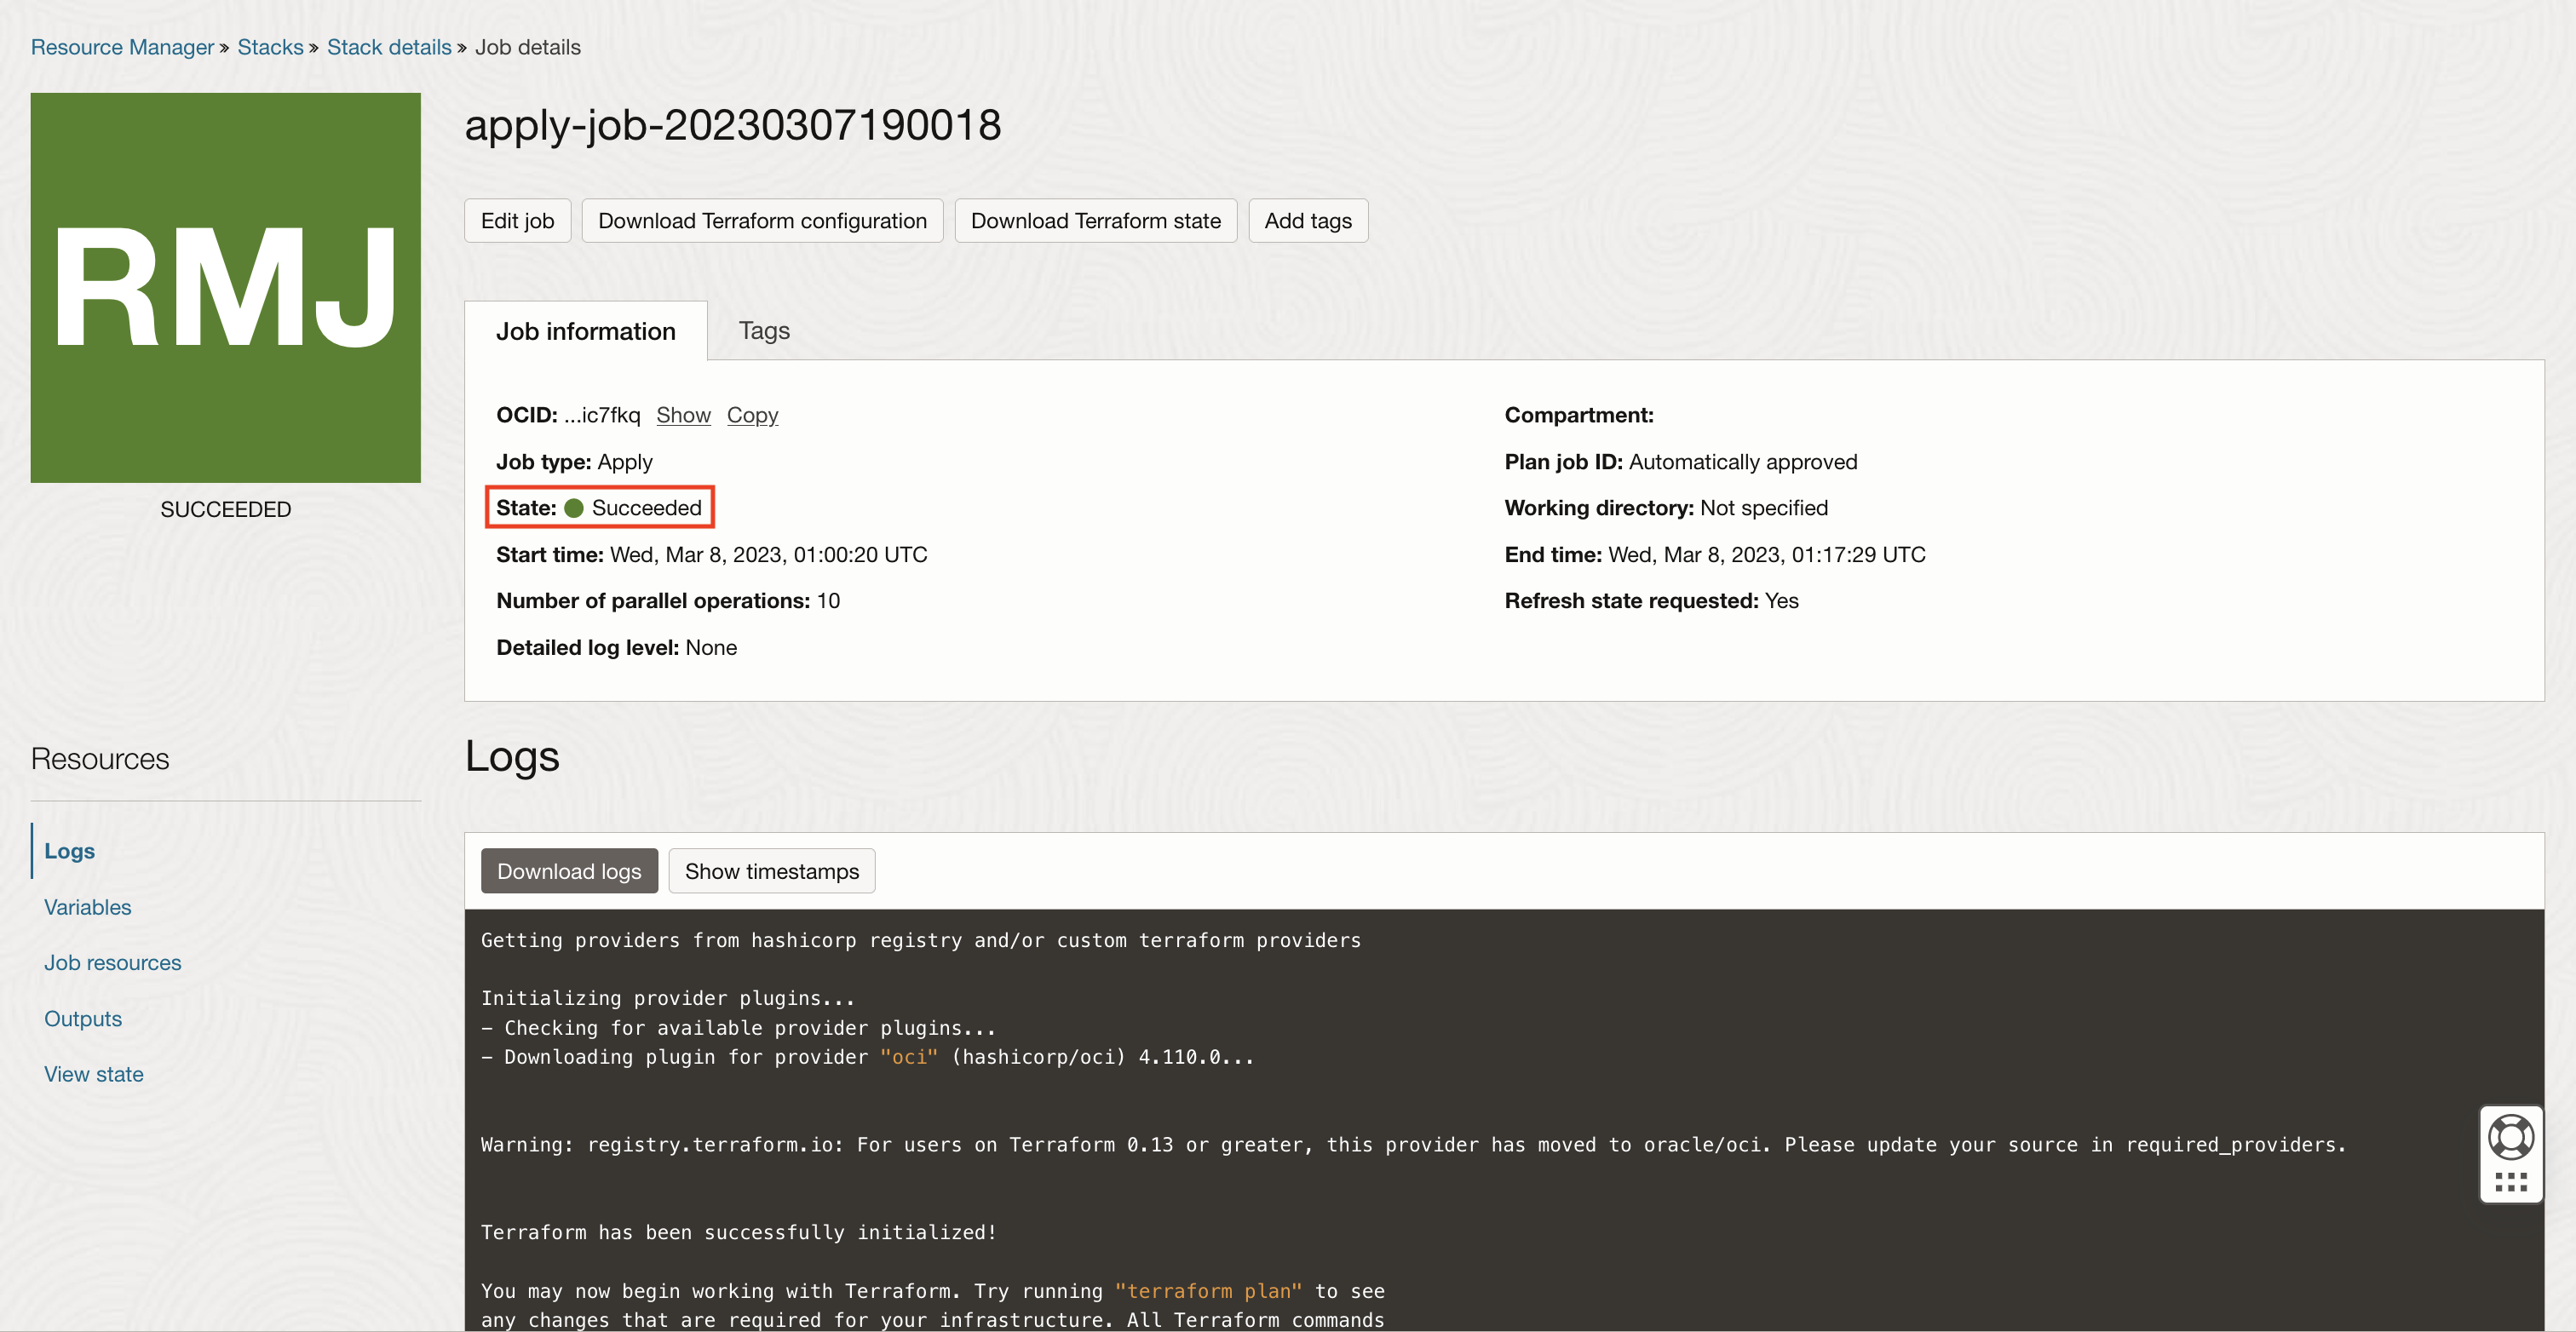 Resource Manager » Stacks » Stack details » Job details
RMJ
SUCCEEDED
apply-job-20230307190018
Edit job
Download Terraform configuration
Download Terraform state
Add tags
Job information
Tags
OCID: ...ic7fkq Show Copy
Job type: Apply
State: Succeeded
Start time: Wed, Mar 8, 2023, 01:00:20 UTC
Number of parallel operations: 10
Detailed log level: None
Compartment:
Plan job ID: Automatically approved
Working directory: Not specified
End time: Wed, Mar 8, 2023, 01:17:29 UTC
Refresh state requested: Yes
Resources
Logs
Variables
Job resources
Outputs
View state
Logs
Download logs
Show timestamps
Getting providers from hashicorp registry and/or custom terraform providers
Initializing provider plugins...
- Checking for available provider plugins...
- Downloading plugin for provider "oci" (hashicorp/oci) 4.110.0...
Warning: registry.terraform.io: For users on Terraform 0.13 or greater, this provider has moved to oracle/oci. Please update your source in required_providers.
Terraform has been successfully initialized!
You may now begin working with Terraform. Try running "terraform plan" to see
any changes that are required for your infrastructure. All Terraform commands